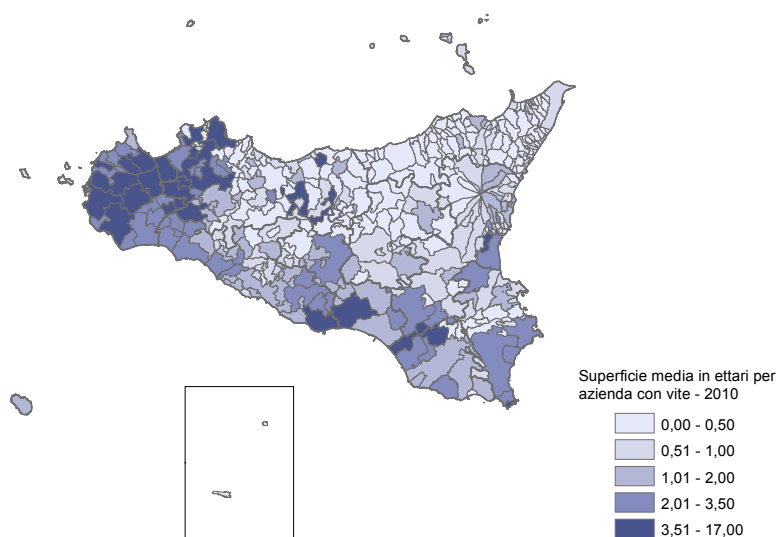 Superficie media in ettari per
azienda con vite - 2010
0,00 - 0,50
0,51 - 1,00
1,01 - 2,00
2,01 - 3,50
3,51 - 17,00